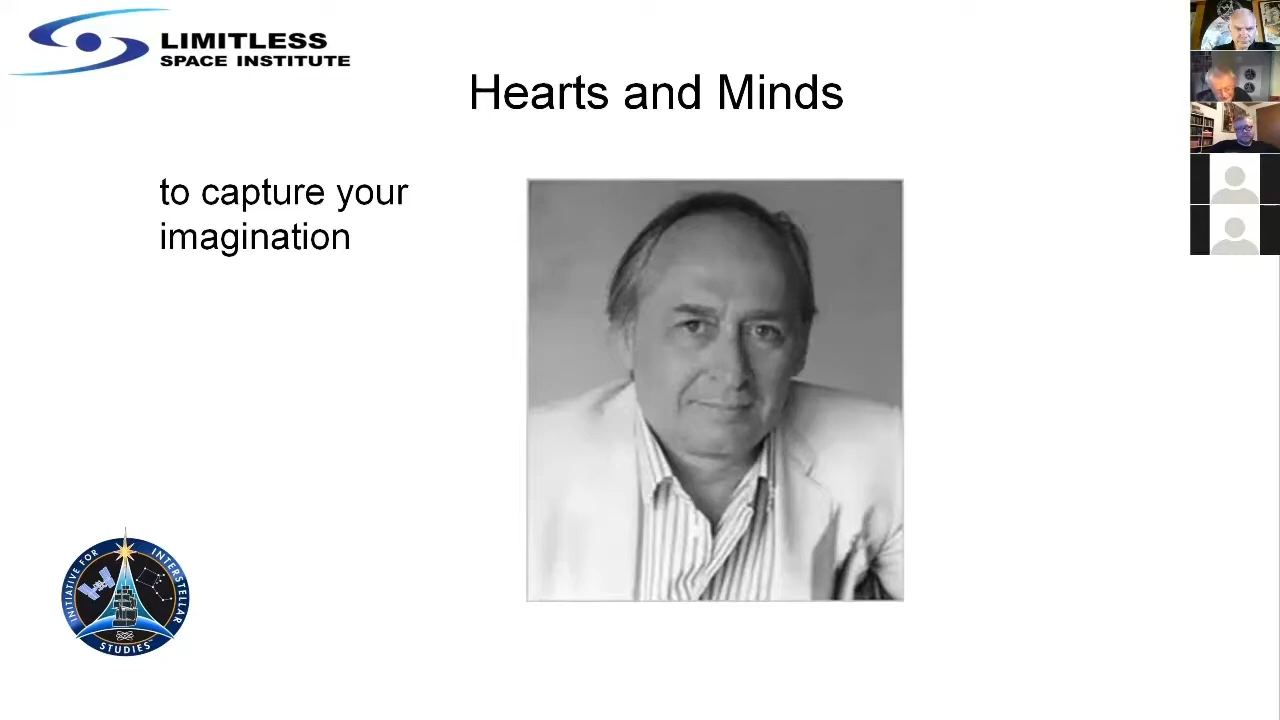 LIMITLESS
SPACE INSTITUTE
Hearts and Minds
to capture your
imagination
INITIATIVE FOR INTERSTELLAR
STUDIES